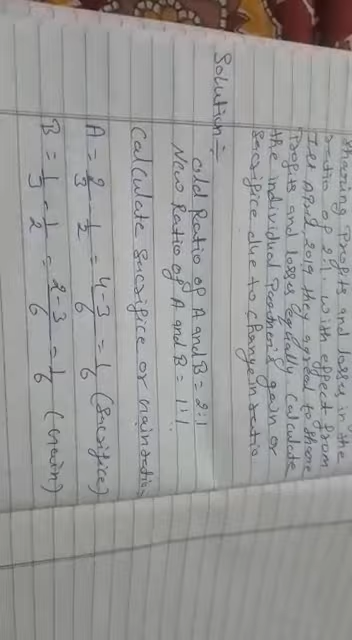 sharing Profits and losses in the
ratio of 2:1. with effect from
1st April, 2019 they agreed to share
Profits and losses equally. Calculate
the individual Partner's gain or
Sacrifice due to change in ratio
Solution:-
Old Ratio of A and B = 2:1
New Ratio of A and B = 1:1
Calculate Sacrifice or Gain ratio
A = 2/3 - 1/2 = 4-3/6 = 1/6 (Sacrifice)
B = 1/3 - 1/2 = 2-3/6 = -1/6 (Gain)